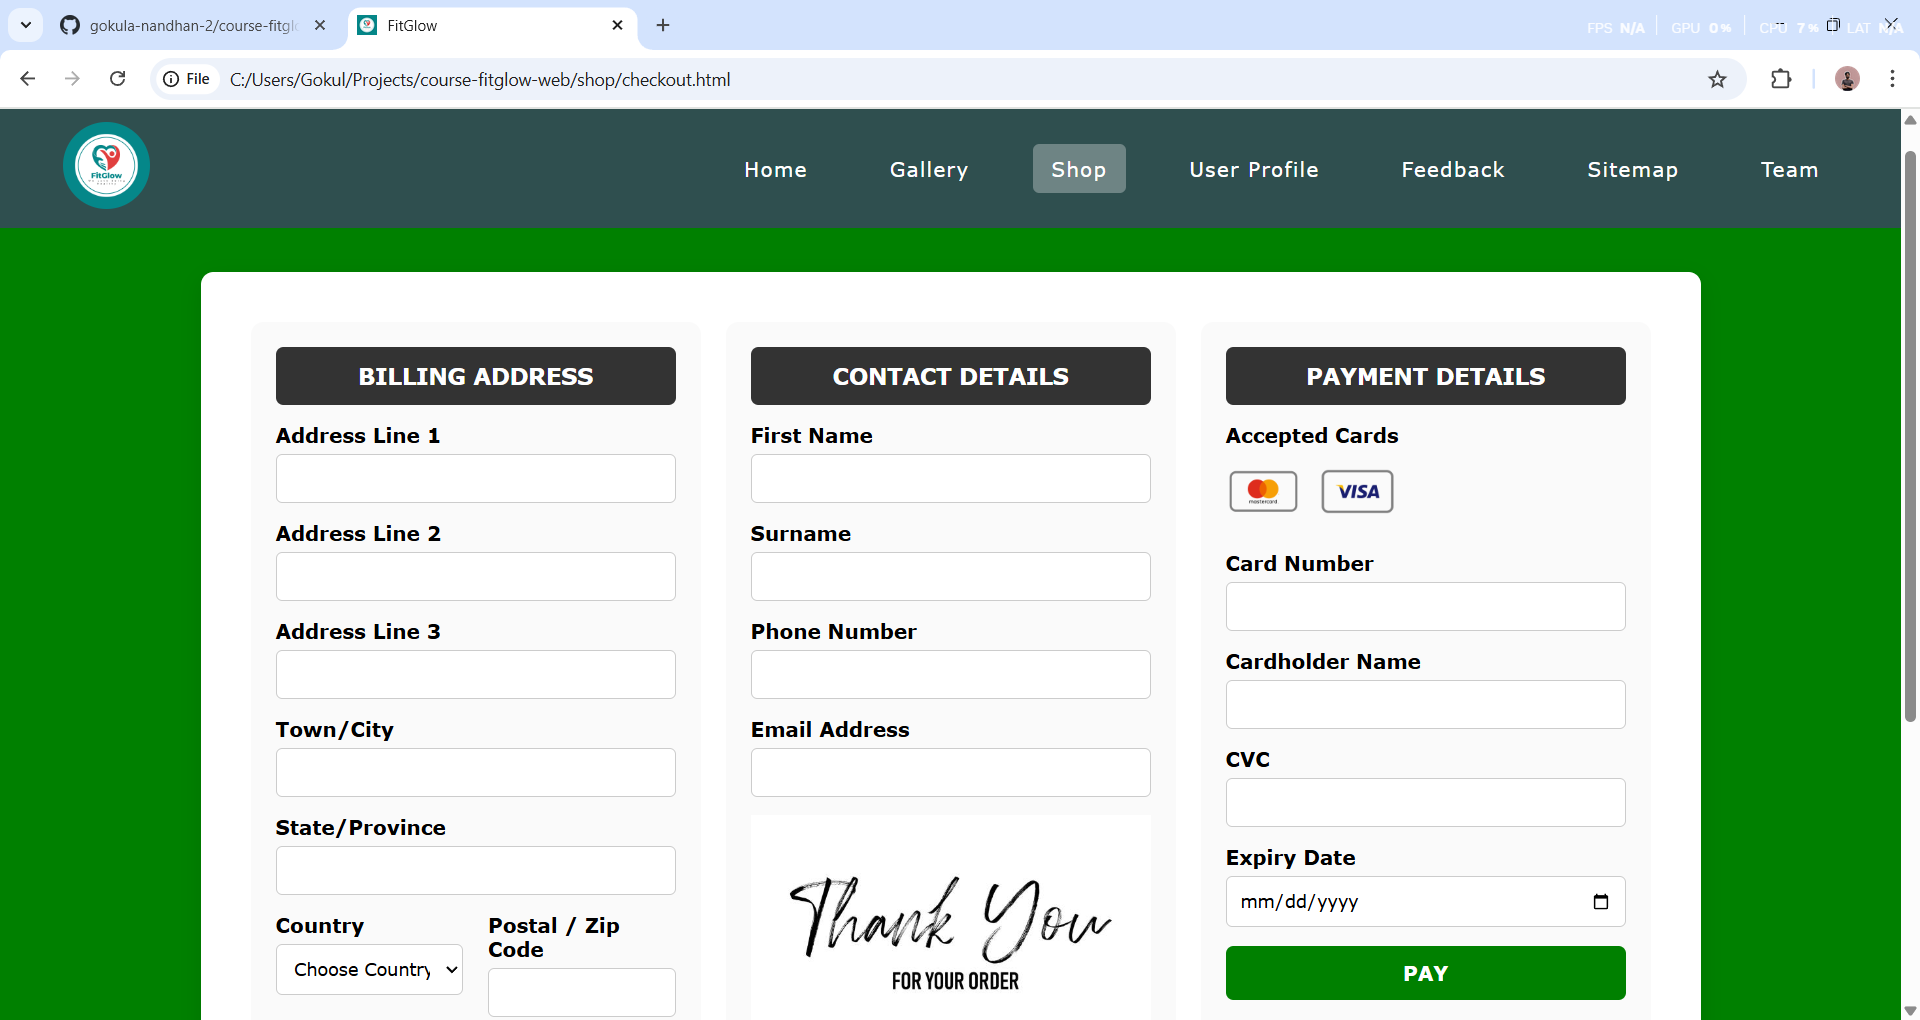 gokula-nandhan-2/course-fitgl
FitGlow
FPS N/A GPU 0% CPU 7% LAT N/A
File
C:/Users/Gokul/Projects/course-fitglow-web/shop/checkout.html
FitGlow
Home
Gallery
Shop
User Profile
Feedback
Sitemap
Team
BILLING ADDRESS
Address Line 1
Address Line 2
Address Line 3
Town/City
State/Province
Country
Choose Country
Postal / Zip
Code
CONTACT DETAILS
First Name
Surname
Phone Number
Email Address
Thank You
FOR YOUR ORDER
PAYMENT DETAILS
Accepted Cards
mastercard
VISA
Card Number
Cardholder Name
CVC
Expiry Date
mm/dd/yyyy
PAY